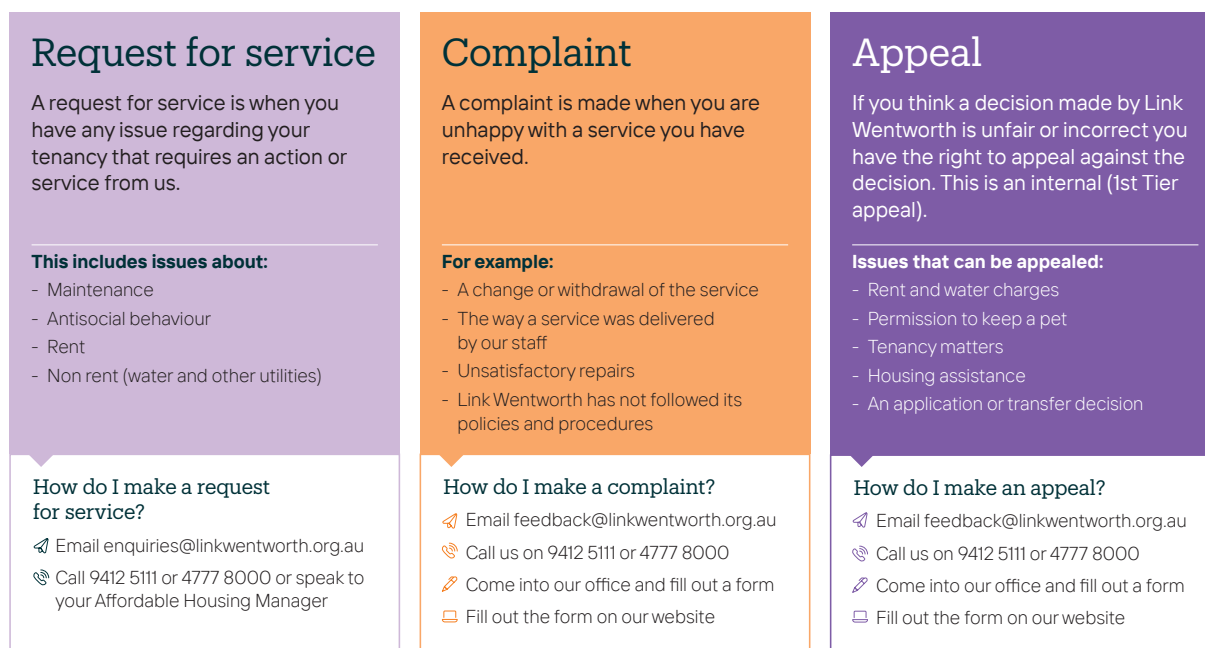 Request for service
A request for service is when you
have any issue regarding your
tenancy that requires an action or
service from us.
This includes issues about:
- Maintenance
- Antisocial behaviour
- Rent
- Non rent (water and other utilities)
How do I make a request
for service?
Email enquiries@linkwentworth.org.au
Call 9412 5111 or 4777 8000 or speak to
your Affordable Housing Manager
Complaint
A complaint is made when you are
unhappy with a service you have
received.
For example:
- A change or withdrawal of the service
- The way a service was delivered
by our staff
- Unsatisfactory repairs
- Link Wentworth has not followed its
policies and procedures
How do I make a complaint?
Email feedback@linkwentworth.org.au
Call us on 9412 5111 or 4777 8000
Come into our office and fill out a form
Fill out the form on our website
Appeal
If you think a decision made by Link
Wentworth is unfair or incorrect you
have the right to appeal against the
decision. This is an internal (1st Tier
appeal).
Issues that can be appealed:
- Rent and water charges
- Permission to keep a pet
- Tenancy matters
- Housing assistance
- An application or transfer decision
How do I make an appeal?
Email feedback@linkwentworth.org.au
Call us on 9412 5111 or 4777 8000
Come into our office and fill out a form
Fill out the form on our website